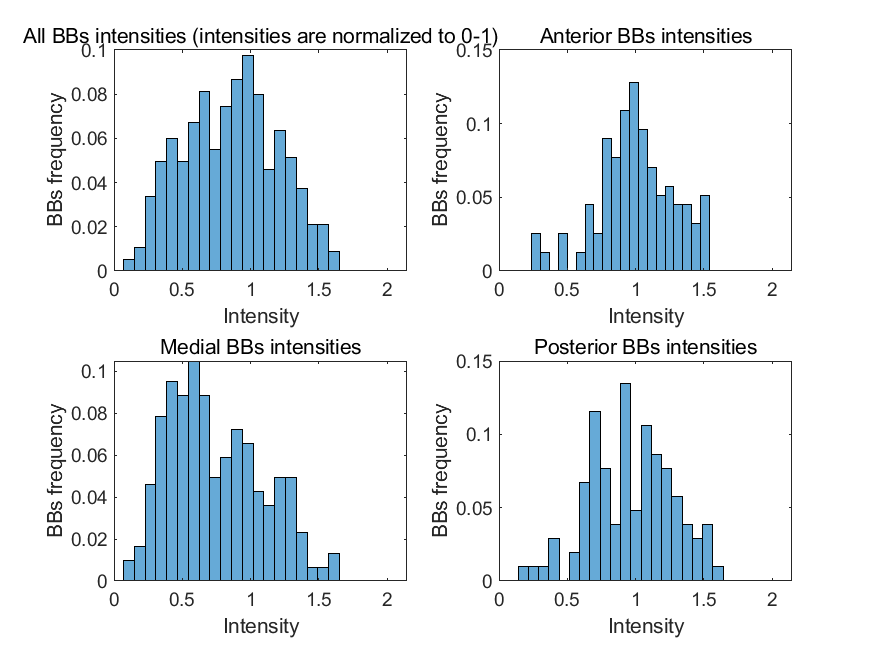 All BBs intensities (intensities are normalized to 0-1)
0.1
0.08
0.06
0.04
0.02
0
BBs frequency
0 0.5 1 1.5 2
Intensity
Anterior BBs intensities
0.15
0.1
0.05
0
BBs frequency
0 0.5 1 1.5 2
Intensity
Medial BBs intensities
0.1
0.08
0.06
0.04
0.02
0
BBs frequency
0 0.5 1 1.5 2
Intensity
Posterior BBs intensities
0.15
0.1
0.05
0
BBs frequency
0 0.5 1 1.5 2
Intensity